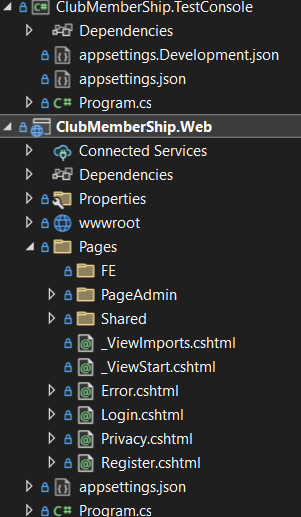 ClubMemberShip.TestConsole
Dependencies
appsettings.Development.json
appsettings.json
C# Program.cs
ClubMemberShip.Web
Connected Services
Dependencies
Properties
wwwroot
Pages
FE
PageAdmin
Shared
_ViewImports.cshtml
_ViewStart.cshtml
Error.cshtml
Login.cshtml
Privacy.cshtml
Register.cshtml
appsettings.json
C# Program.cs